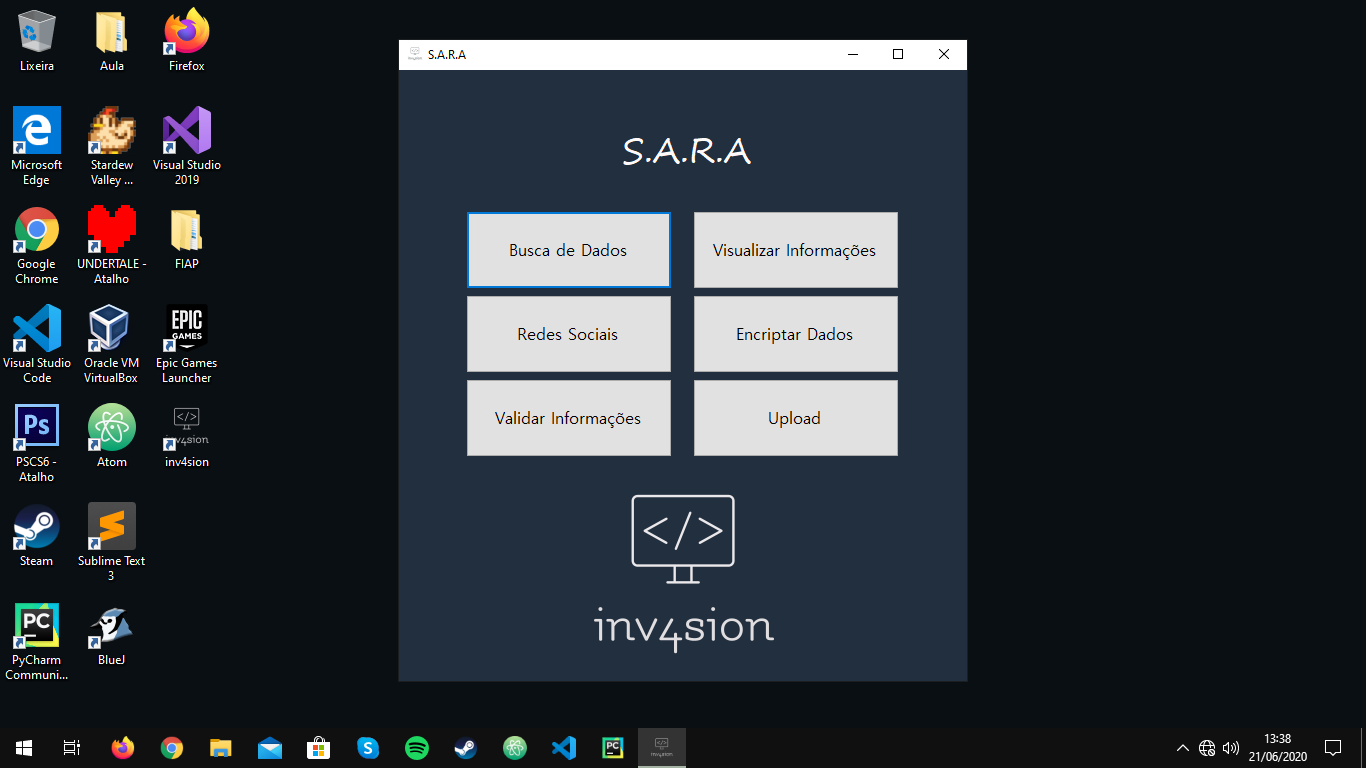 Lixeira
Aula
Firefox
Microsoft
Edge
Stardew
Valley ...
Visual Studio
2019
Google
Chrome
UNDERTALE -
Atalho
FIAP
Visual Studio
Code
Oracle VM
VirtualBox
EPIC
GAMES
Epic Games
Launcher
Ps
PSCS6 -
Atalho
Atom
</>
inv4sion
inv4sion
Steam
Sublime Text
3
PC
PyCharm
Communi...
BlueJ
S.A.R.A
S.A.R.A
Busca de Dados
Visualizar Informações
Redes Sociais
Encriptar Dados
Validar Informações
Upload
</>
inv4sion
PC
13:38
21/06/2020